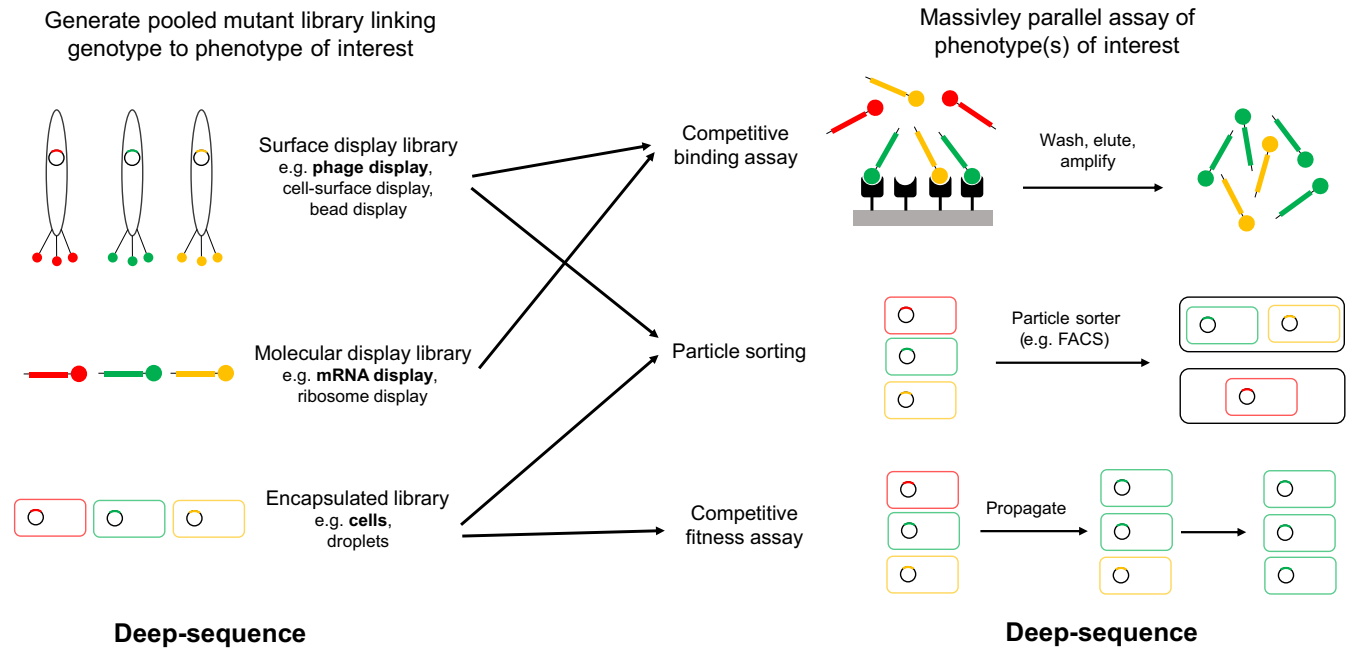 Generate pooled mutant library linking
genotype to phenotype of interest
Massivley parallel assay of
phenotype(s) of interest
Surface display library
e.g. phage display,
cell-surface display,
bead display
Competitive
binding assay
Wash, elute,
amplify
Molecular display library
e.g. mRNA display,
ribosome display
Particle sorting
Particle sorter
(e.g. FACS)
Encapsulated library
e.g. cells,
droplets
Competitive
fitness assay
Propagate
Deep-sequence
Deep-sequence